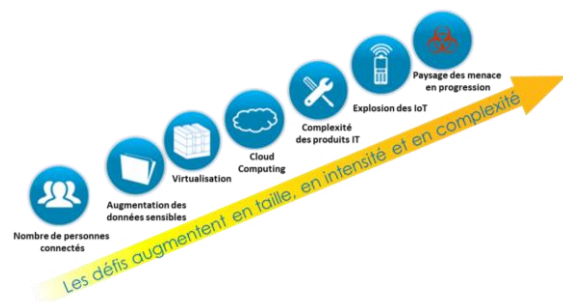 Nombre de personnes
connectés
Augmentation des
données sensibles
Virtualisation
Cloud
Computing
Complexité
des produits IT
Explosion des IoT
Paysage des menace
en progression
Les défis augmentent en taille, en intensité et en complexité